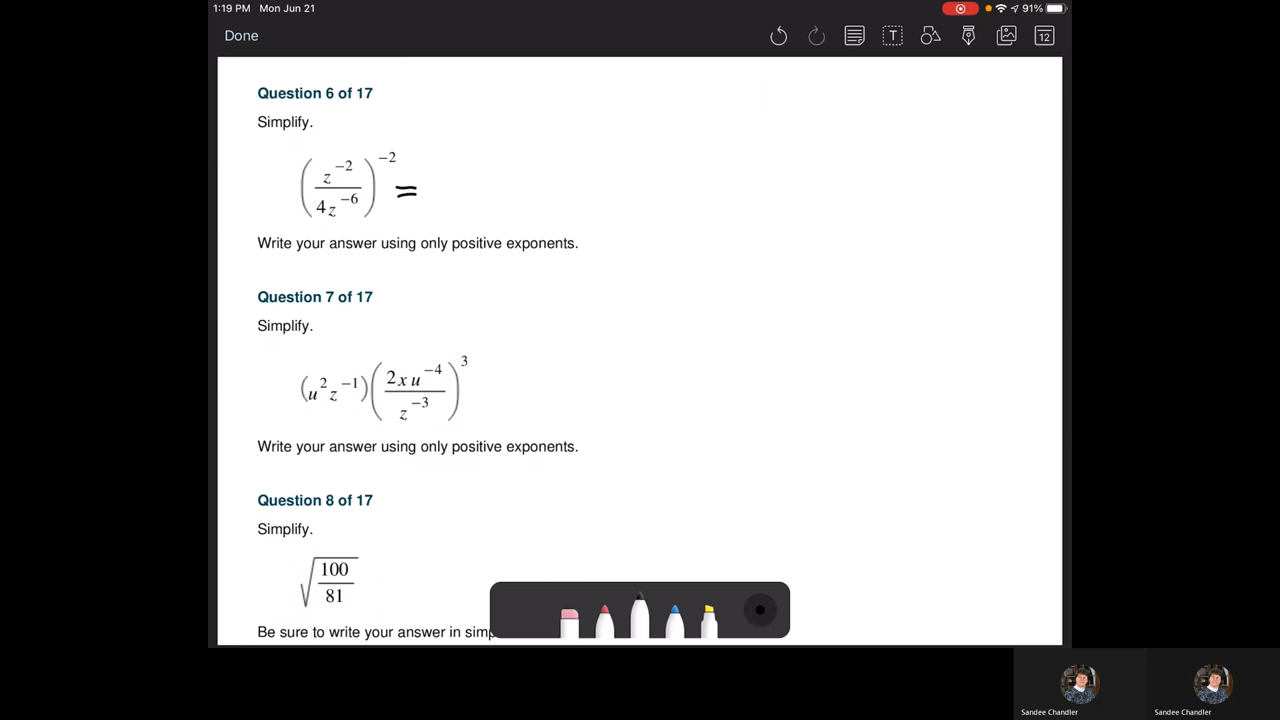 1:19 PM Mon Jun 21 91%
Done T 12
Question 6 of 17
Simplify.
(z^-2 / 4z^-6)^-2 =
Write your answer using only positive exponents.
Question 7 of 17
Simplify.
(u^2 z^-1)(2xu^-4 / z^-3)^3
Write your answer using only positive exponents.
Question 8 of 17
Simplify.
√(100/81)
Be sure to write your answer in simp
Sandee Chandler Sandee Chandler